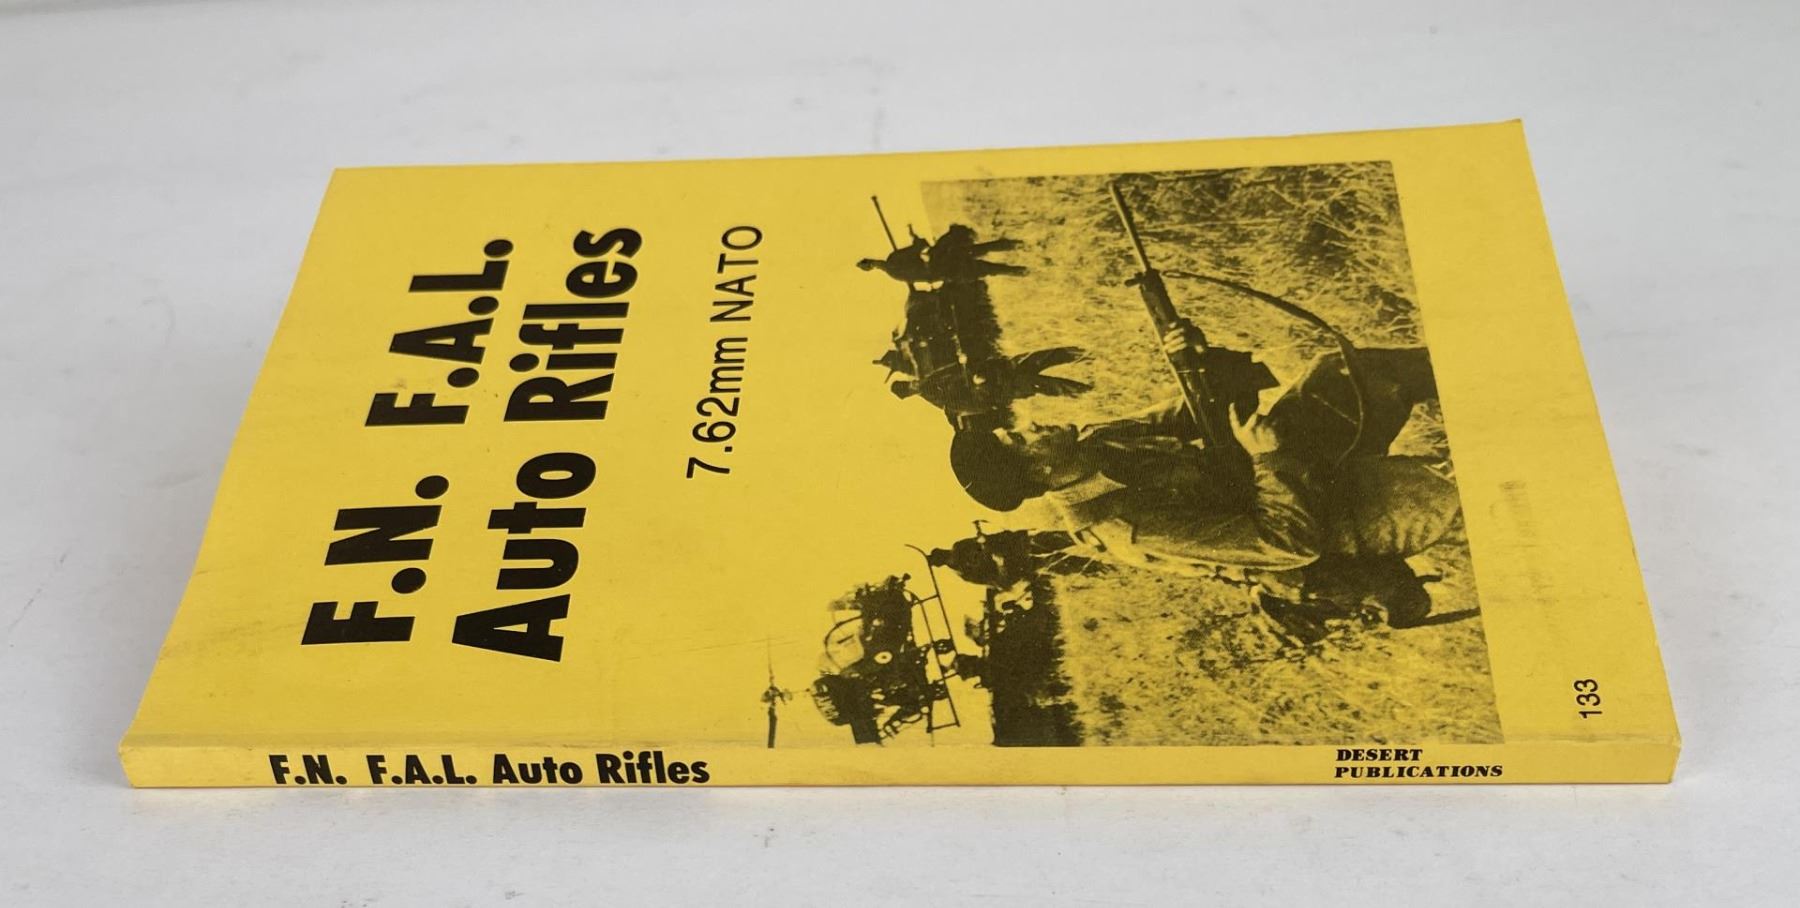 F.N. F.A.L.
Auto Rifles
7.62mm NATO
133
F.N. F.A.L. Auto Rifles
DESERT
PUBLICATIONS